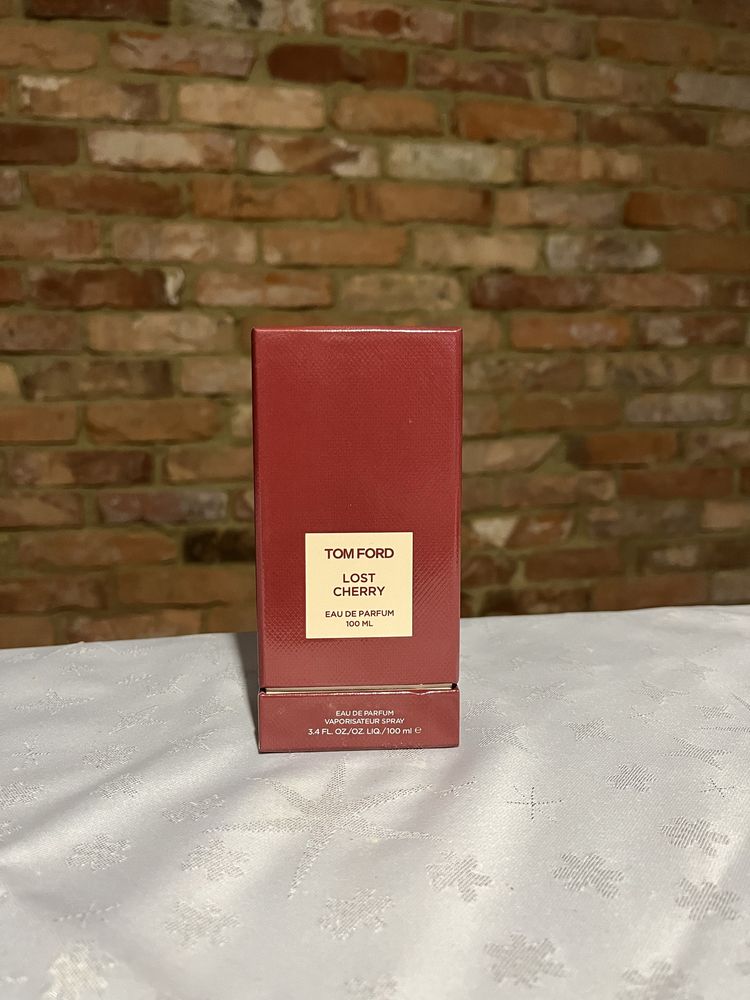 TOM FORD
LOST
CHERRY
EAU DE PARFUM
100 ML
EAU DE PARFUM
VAPORISATEUR SPRAY
3.4 FL. OZ./OZ. LIQ./100 ml ℮